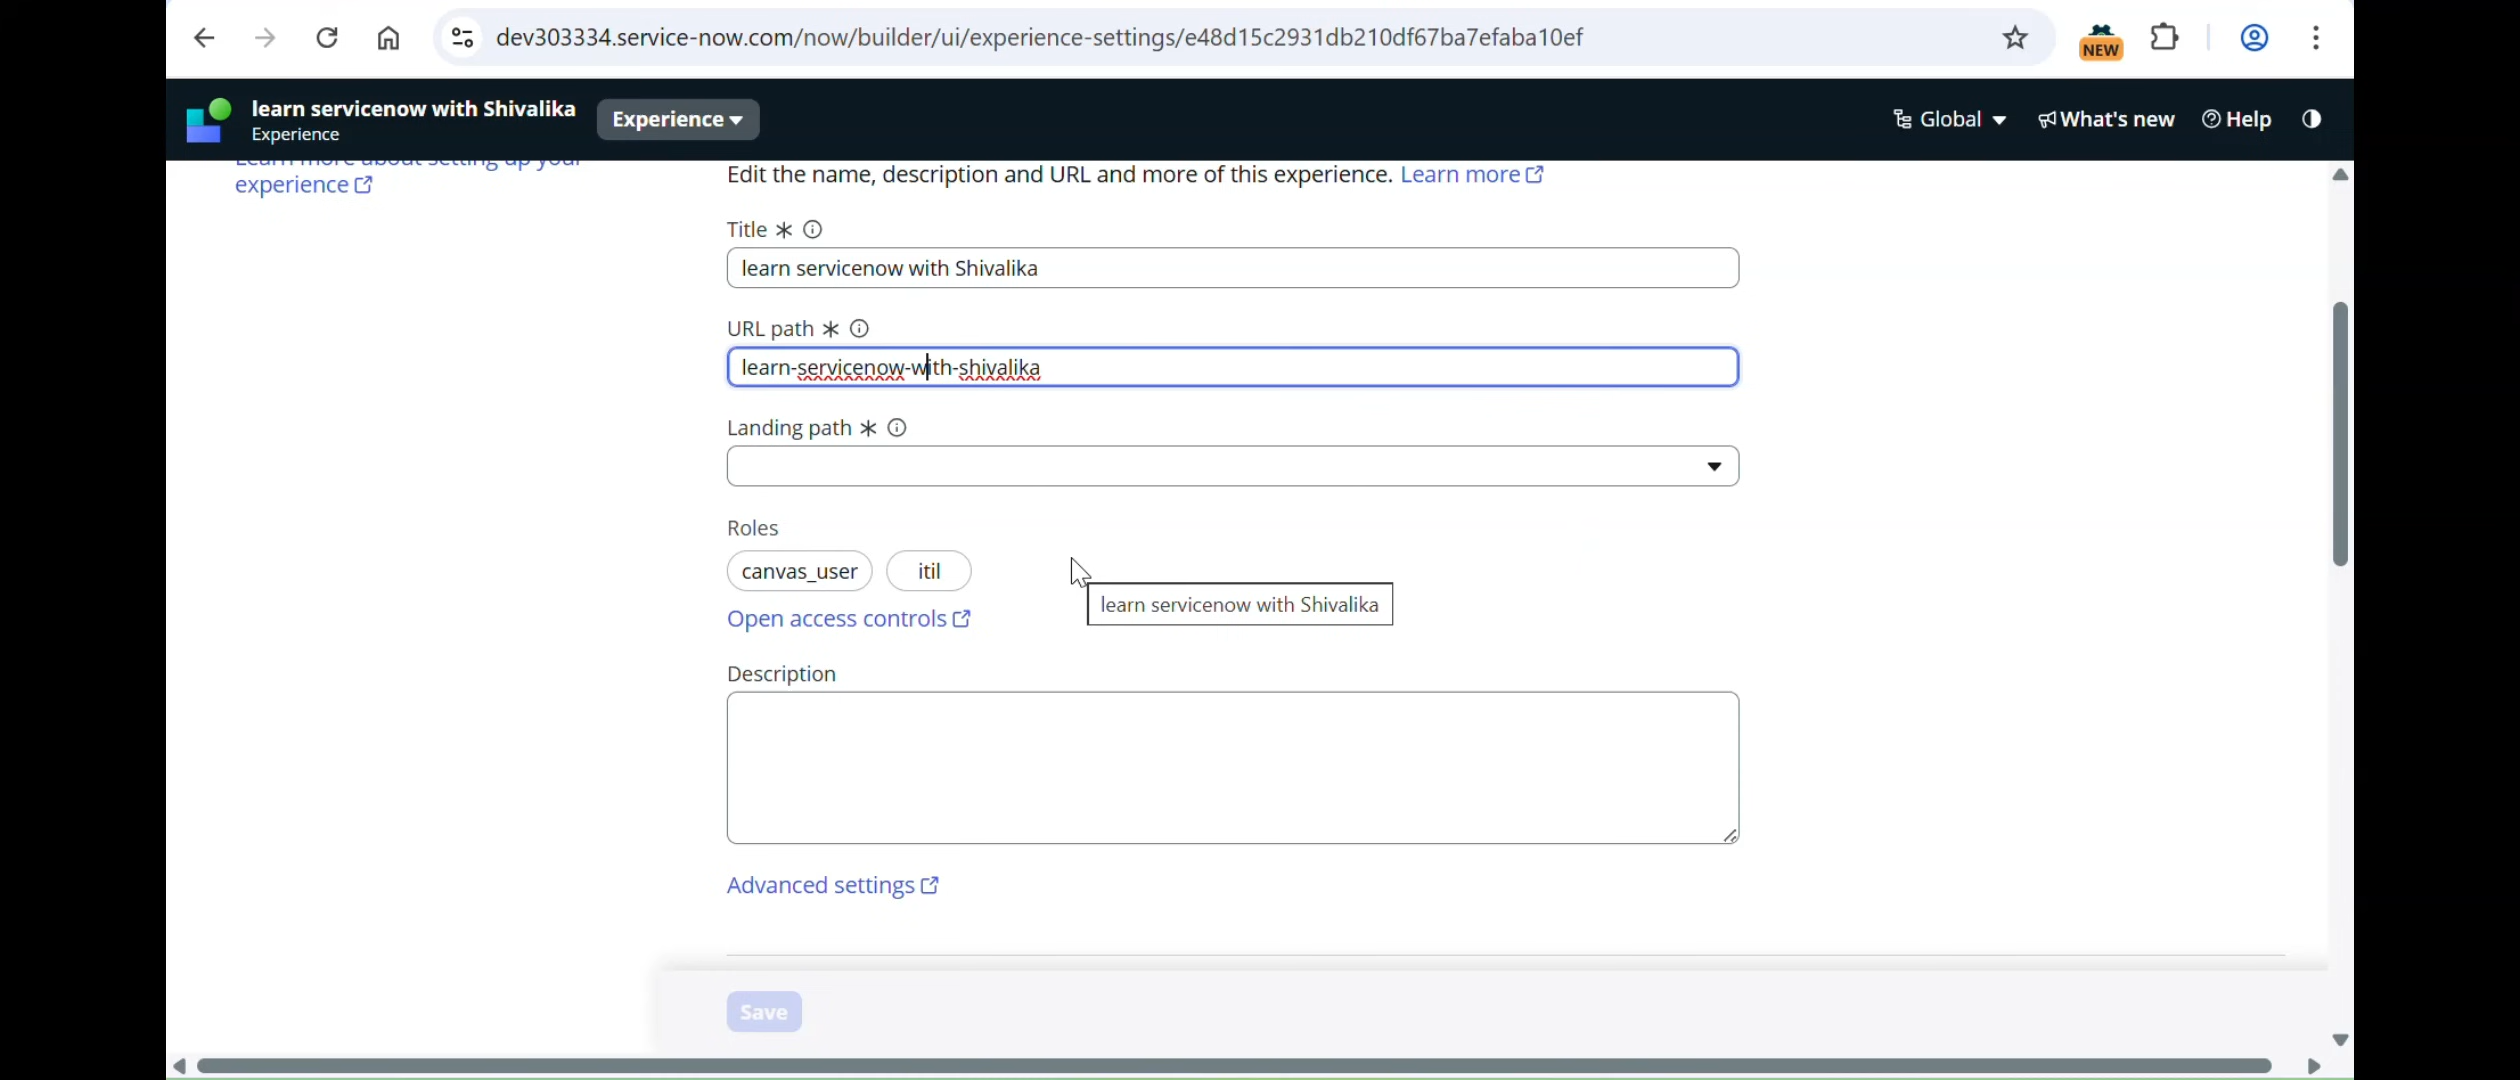 dev303334.service-now.com/now/builder/ui/experience-settings/e48d15c2931db210df67ba7efaba10ef
NEW
learn servicenow with Shivalika
Experience
Experience
Global
What's new
Help
Learn more about setting up your
experience
Edit the name, description and URL and more of this experience. Learn more
Title *
learn servicenow with Shivalika
URL path *
learn-servicenow-with-shivalika
Landing path *
Roles
canvas_user
itil
learn servicenow with Shivalika
Open access controls
Description
Advanced settings
Save